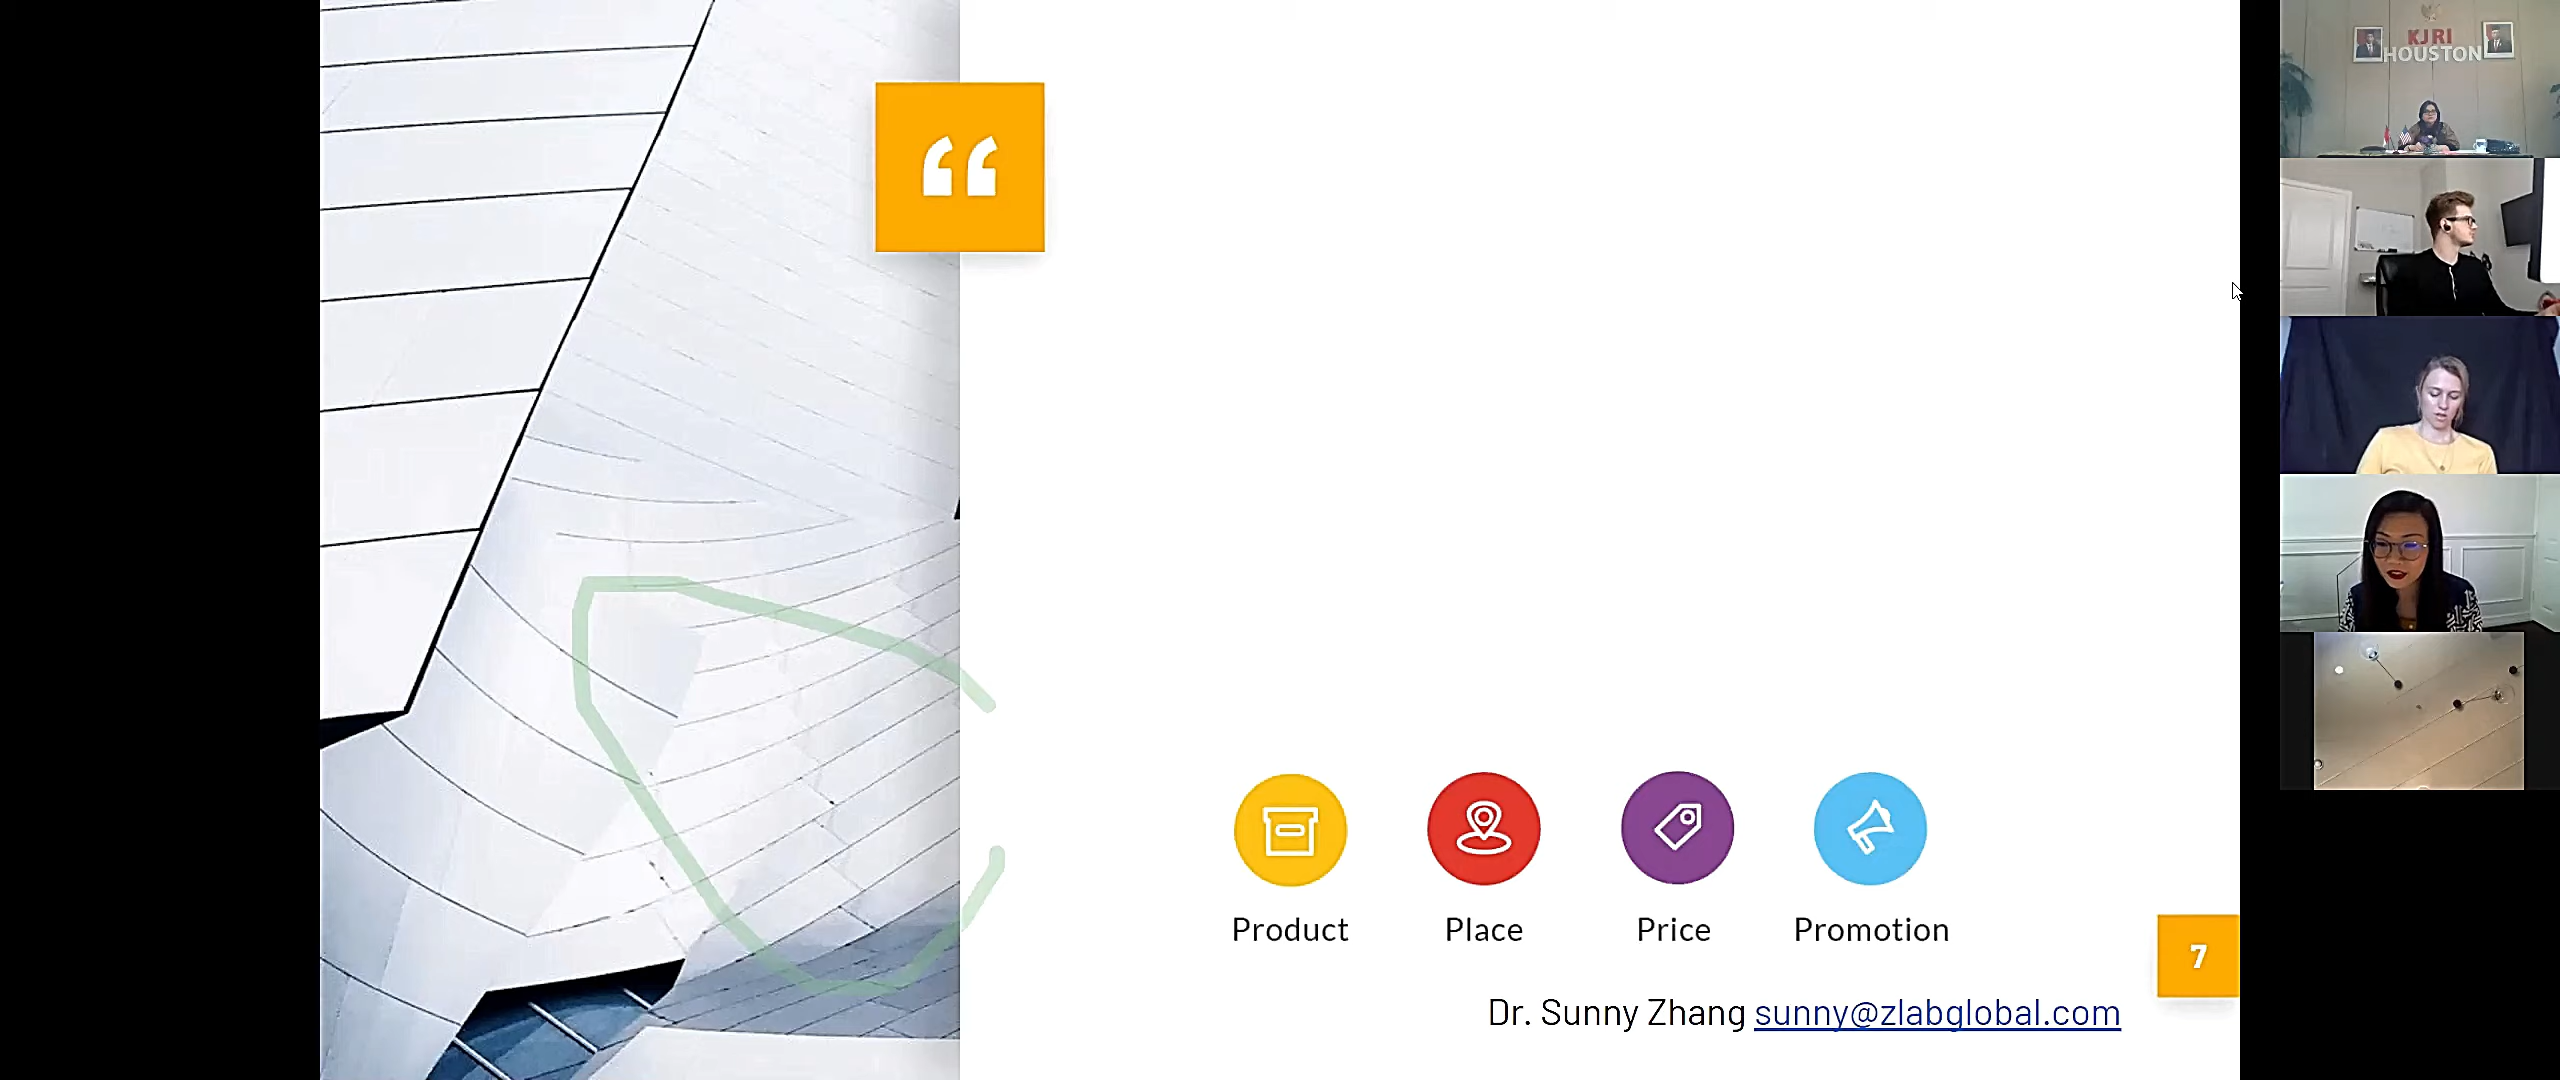 “
Product
Place
Price
Promotion
7
Dr. Sunny Zhang sunny@zlabglobal.com
KJRI
HOUSTON